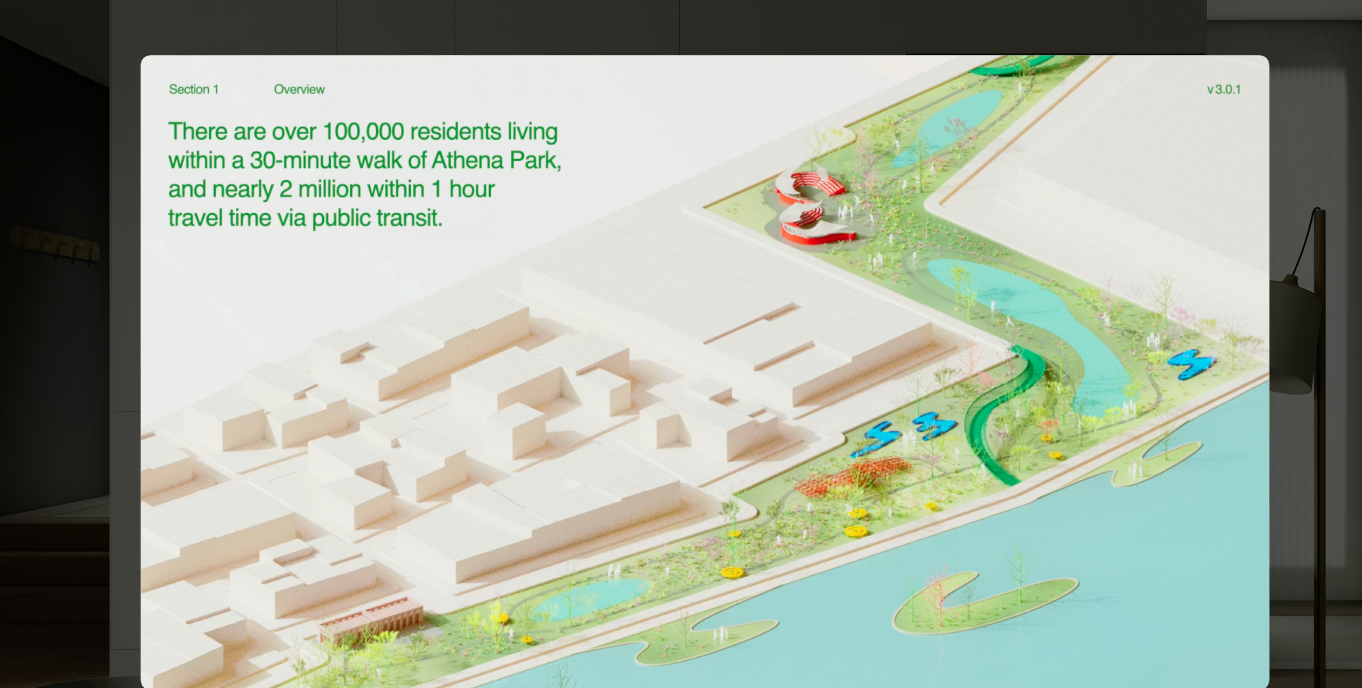 Section 1
Overview
v3.0.1
There are over 100,000 residents living
within a 30-minute walk of Athena Park,
and nearly 2 million within 1 hour
travel time via public transit.